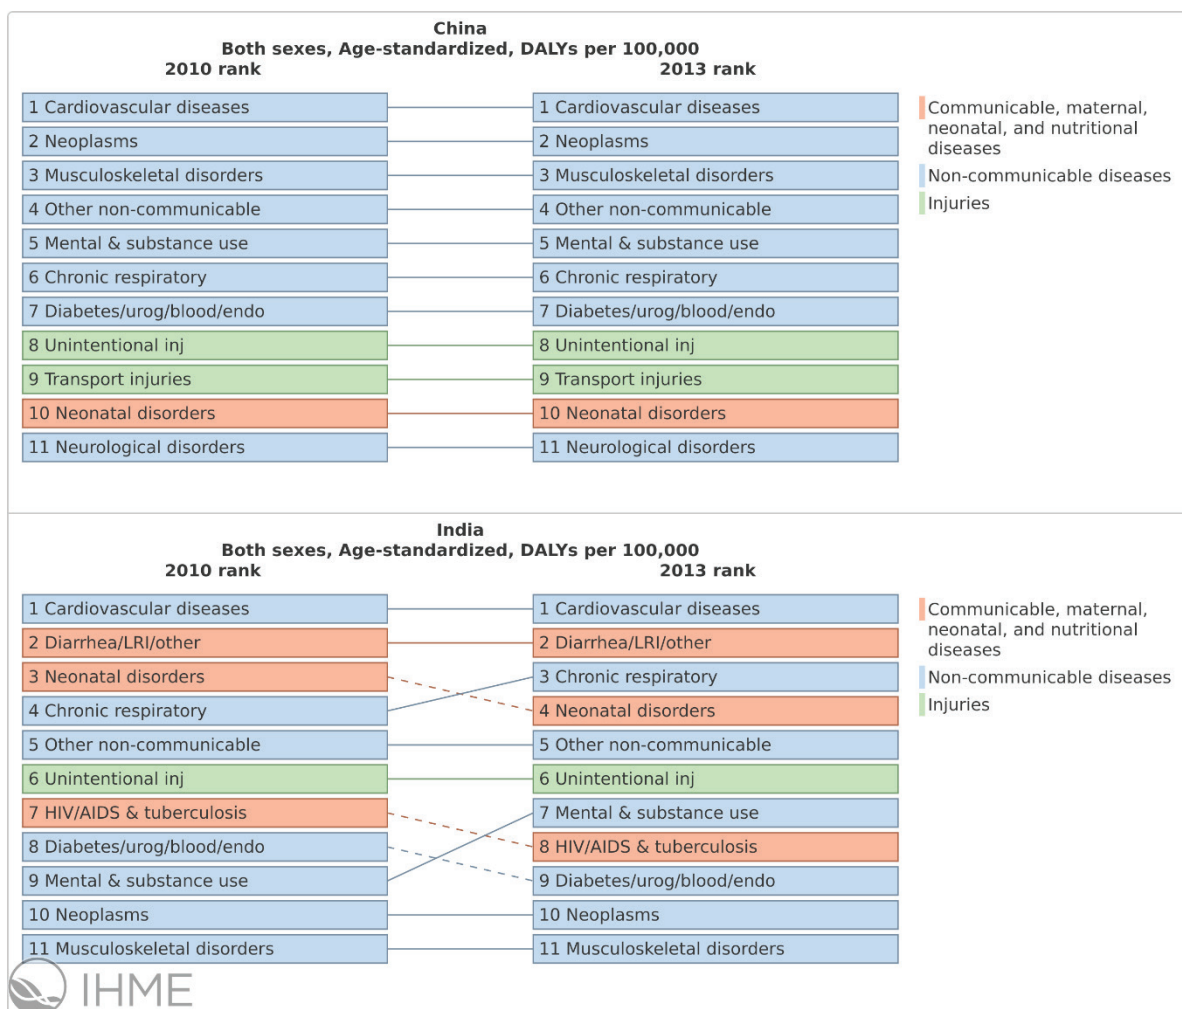 China
Both sexes, Age-standardized, DALYs per 100,000
2010 rank
2013 rank
1 Cardiovascular diseases
1 Cardiovascular diseases
2 Neoplasms
2 Neoplasms
3 Musculoskeletal disorders
3 Musculoskeletal disorders
4 Other non-communicable
4 Other non-communicable
5 Mental & substance use
5 Mental & substance use
6 Chronic respiratory
6 Chronic respiratory
7 Diabetes/urog/blood/endo
7 Diabetes/urog/blood/endo
8 Unintentional inj
8 Unintentional inj
9 Transport injuries
9 Transport injuries
10 Neonatal disorders
10 Neonatal disorders
11 Neurological disorders
11 Neurological disorders
Communicable, maternal,
neonatal, and nutritional
diseases
Non-communicable diseases
Injuries
India
Both sexes, Age-standardized, DALYs per 100,000
2010 rank
2013 rank
1 Cardiovascular diseases
1 Cardiovascular diseases
2 Diarrhea/LRI/other
2 Diarrhea/LRI/other
3 Neonatal disorders
3 Chronic respiratory
4 Chronic respiratory
4 Neonatal disorders
5 Other non-communicable
5 Other non-communicable
6 Unintentional inj
6 Unintentional inj
7 HIV/AIDS & tuberculosis
7 Mental & substance use
8 Diabetes/urog/blood/endo
8 HIV/AIDS & tuberculosis
9 Mental & substance use
9 Diabetes/urog/blood/endo
10 Neoplasms
10 Neoplasms
11 Musculoskeletal disorders
11 Musculoskeletal disorders
Communicable, maternal,
neonatal, and nutritional
diseases
Non-communicable diseases
Injuries
IHME